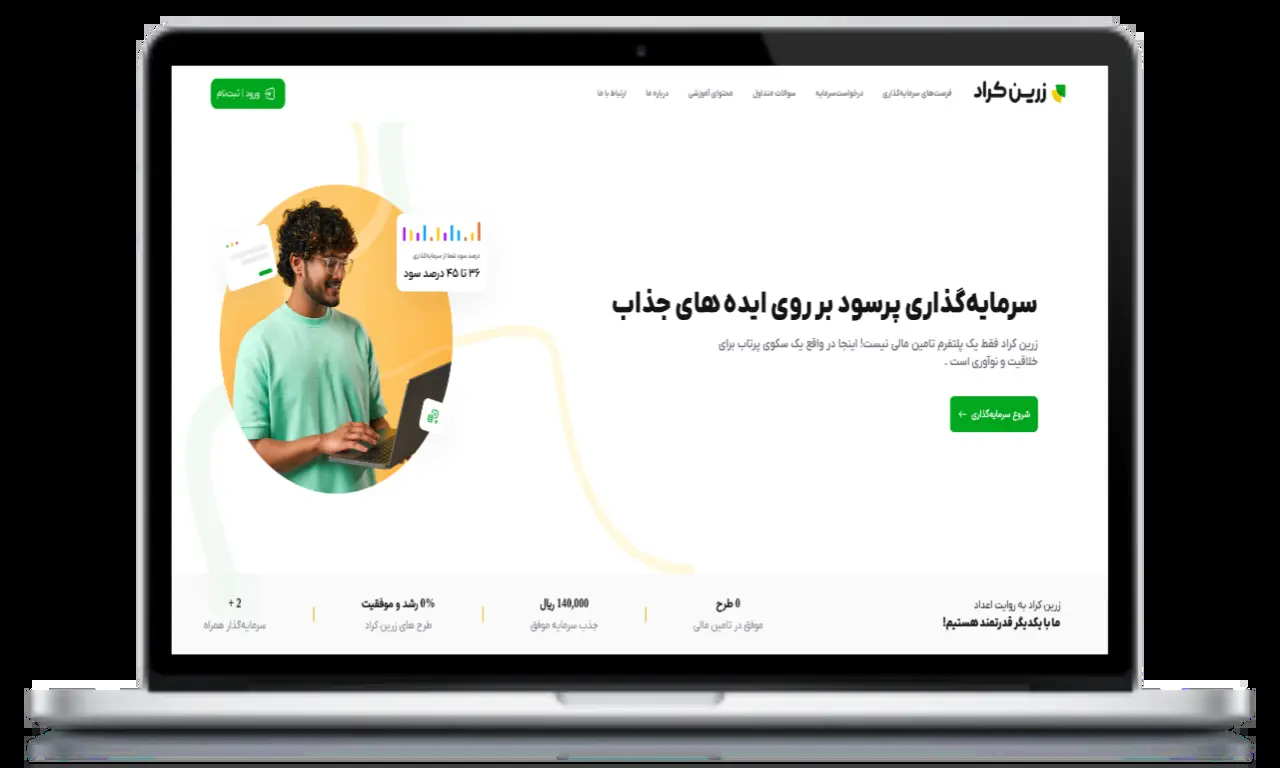 زرین کراد
فرصت‌های سرمایه‌گذاری
درخواست‌سرمایه
سوالات متداول
محتوای آموزشی
درباره ما
ارتباط با ما
ورود | ثبت‌نام
درصد سود شما از سرمایه‌گذاری
۳۶ تا ۴۵ درصد سود
سرمایه‌گذاری پرسود بر روی ایده های جذاب
زرین کراد فقط یک پلتفرم تامین مالی نیست! اینجا در واقع یک سکوی پرتاب برای
خلاقیت و نوآوری است .
شروع سرمایه‌گذاری ←
زرین کراد به روایت اعداد
ما با یکدیگر قدرتمند هستیم!
0 طرح
موفق در تامین مالی
140,000 ریال
جذب سرمایه موفق
0% رشد و موفقیت
طرح های زرین کراد
2 +
سرمایه‌گذار همراه